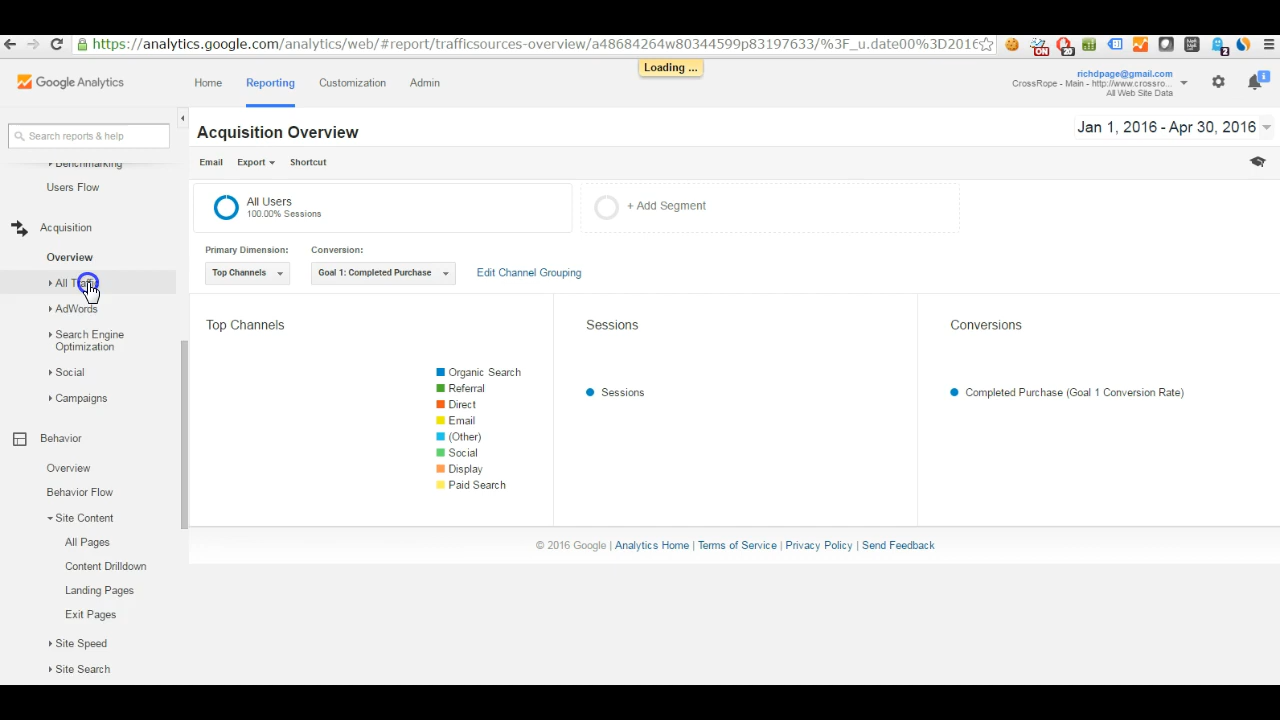 https://analytics.google.com/analytics/web/#report/trafficsources-overview/a48684264w80344599p83197633/%3F_u.date00%3D2016
Loading ...
Google Analytics
Home
Reporting
Customization
Admin
richdpage@gmail.com
CrossRope - Main - http://www.crossro...
All Web Site Data
1
ON
2
Search reports & help
Acquisition Overview
Jan 1, 2016 - Apr 30, 2016
Email
Export
Shortcut
Benchmarking
Users Flow
Acquisition
Overview
AdWords
Search Engine
Optimization
Social
Campaigns
Behavior
Overview
Behavior Flow
Site Content
All Pages
Content Drilldown
Landing Pages
Exit Pages
Site Speed
Site Search
All Users
100.00% Sessions
+ Add Segment
Primary Dimension:
Conversion:
Top Channels
Goal 1: Completed Purchase
Edit Channel Grouping
Top Channels
Organic Search
Referral
Direct
Email
(Other)
Social
Display
Paid Search
Sessions
Sessions
Conversions
Completed Purchase (Goal 1 Conversion Rate)
© 2016 Google | Analytics Home | Terms of Service | Privacy Policy | Send Feedback